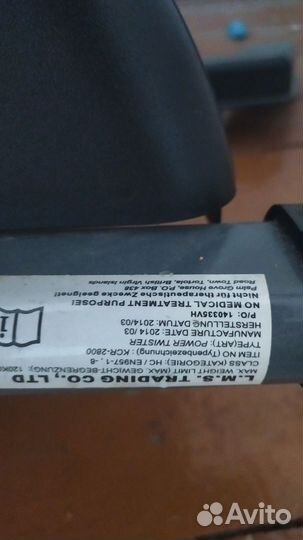 L.M.S. TRADING CO., LTD
MAX. WEIGHT LIMIT (MAX. GEWICHT-BEGRENZUNG): 120KG
CLASS (KATEGORIE) : HC / EN957-1, -8
ITEM NO (Typenbezeichung) : KCR-2800
TYPE(ART): POWER TWISTER
MANUFACTURE DATE: 2014 /03
HERSTELLUNG DATUM: 2014/03
P/O: 14035VH
NO MEDICAL TREATMENT PURPOSE!
Nicht für therapeutische Zwecke geeignet!
Palm Grove House, P.O. Box 438
Road Town, Tortola, British Virgin Islands
i
Avito